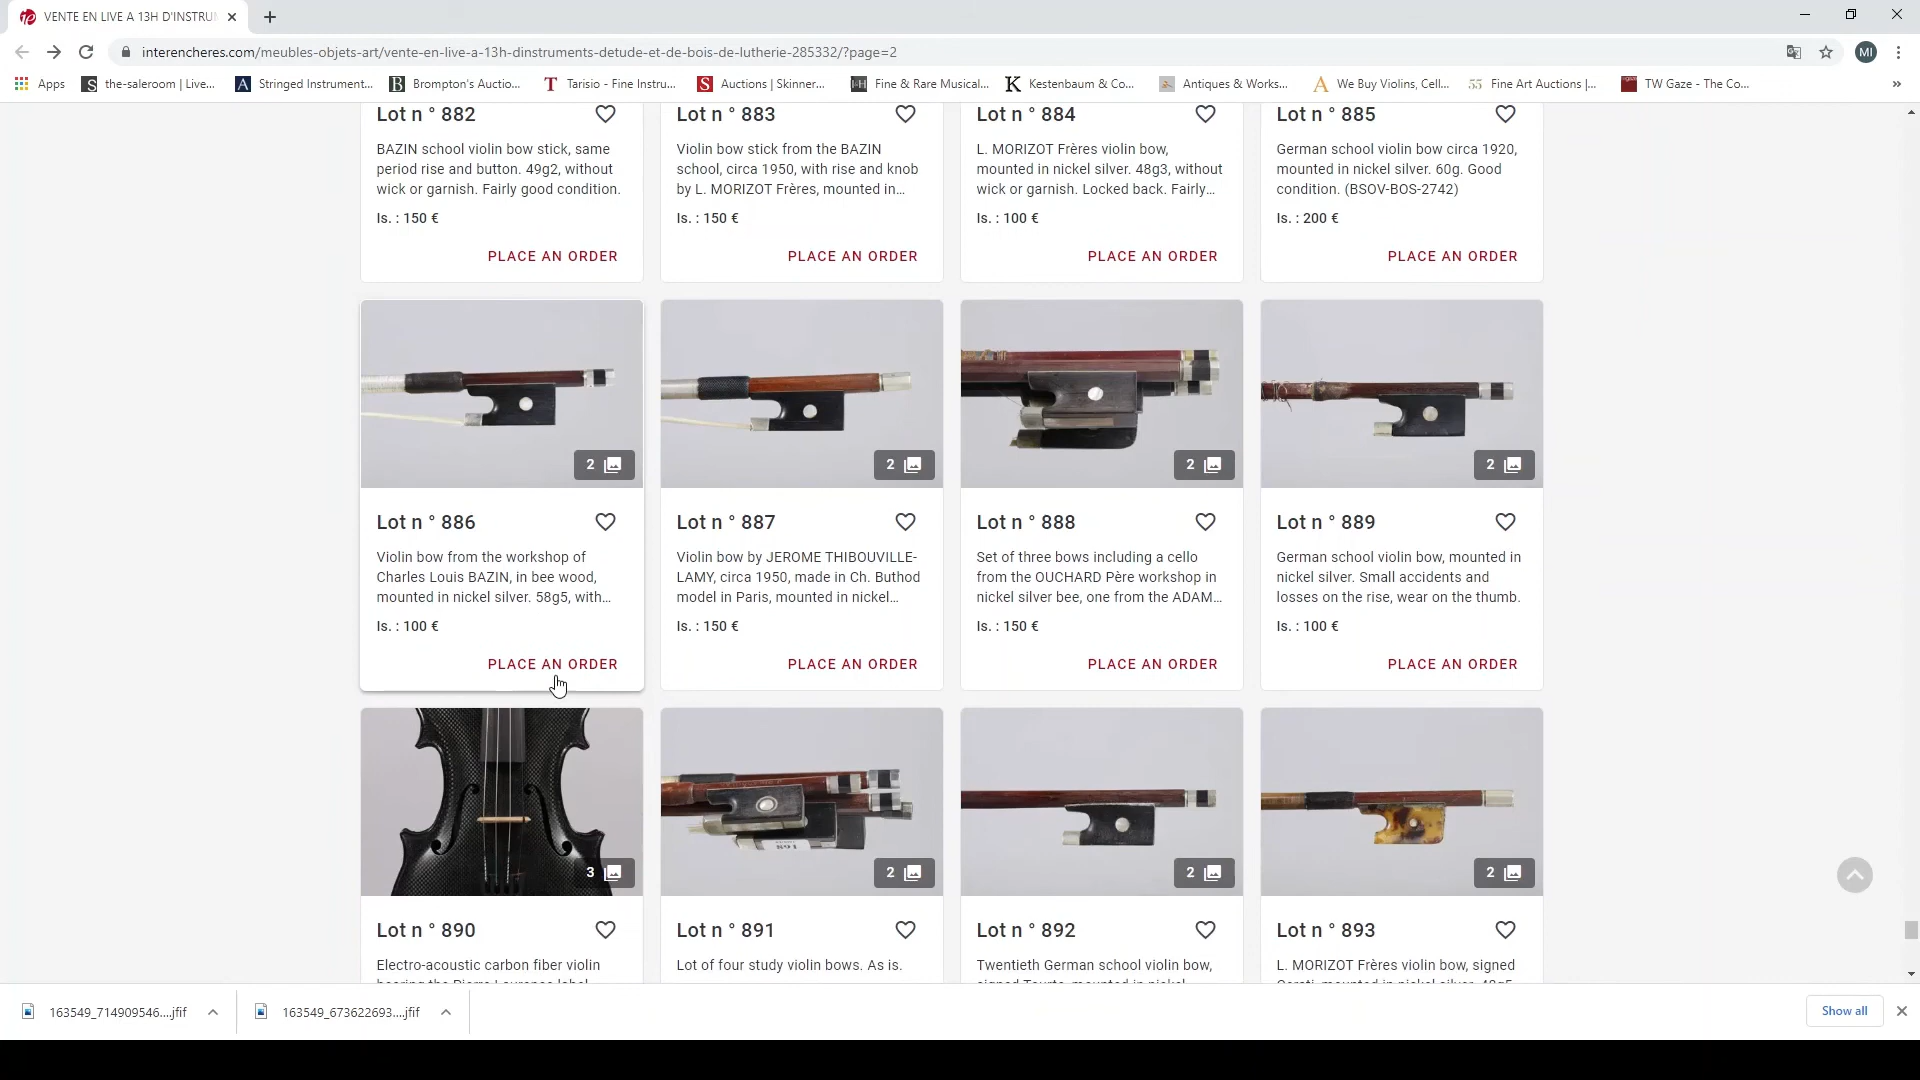 VENTE EN LIVE A 13H D'INSTRU
interencheres.com/meubles-objets-art/vente-en-live-a-13h-dinstruments-detude-et-de-bois-de-lutherie-285332/?page=2
MI
Apps
the-saleroom | Live...
Stringed Instrument...
Brompton's Auctio...
Tarisio - Fine Instru...
Auctions | Skinner...
Fine & Rare Musical...
Kestenbaum & Co...
Antiques & Works...
We Buy Violins, Cell...
Fine Art Auctions |...
TW Gaze - The Co...
»
Lot n ° 882
BAZIN school violin bow stick, same
period rise and button. 49g2, without
wick or garnish. Fairly good condition.
Is. : 150 €
PLACE AN ORDER
Lot n ° 883
Violin bow stick from the BAZIN
school, circa 1950, with rise and knob
by L. MORIZOT Frères, mounted in...
Is. : 150 €
PLACE AN ORDER
Lot n ° 884
L. MORIZOT Frères violin bow,
mounted in nickel silver. 48g3, without
wick or garnish. Locked back. Fairly...
Is. : 100 €
PLACE AN ORDER
Lot n ° 885
German school violin bow circa 1920,
mounted in nickel silver. 60g. Good
condition. (BSOV-BOS-2742)
Is. : 200 €
PLACE AN ORDER
2
Lot n ° 886
Violin bow from the workshop of
Charles Louis BAZIN, in bee wood,
mounted in nickel silver. 58g5, with...
Is. : 100 €
PLACE AN ORDER
2
Lot n ° 887
Violin bow by JEROME THIBOUVILLE-
LAMY, circa 1950, made in Ch. Buthod
model in Paris, mounted in nickel...
Is. : 150 €
PLACE AN ORDER
2
Lot n ° 888
Set of three bows including a cello
from the OUCHARD Père workshop in
nickel silver bee, one from the ADAM...
Is. : 150 €
PLACE AN ORDER
2
Lot n ° 889
German school violin bow, mounted in
nickel silver. Small accidents and
losses on the rise, wear on the thumb.
Is. : 100 €
PLACE AN ORDER
3
Lot n ° 890
Electro-acoustic carbon fiber violin
bearing the Pierre Laurence label
891
2
Lot n ° 891
Lot of four study violin bows. As is.
2
Lot n ° 892
Twentieth German school violin bow,
signed Tourte, mounted in nickel
2
Lot n ° 893
L. MORIZOT Frères violin bow, signed
163549_714909546....jfif
163549_673622693....jfif
Show all